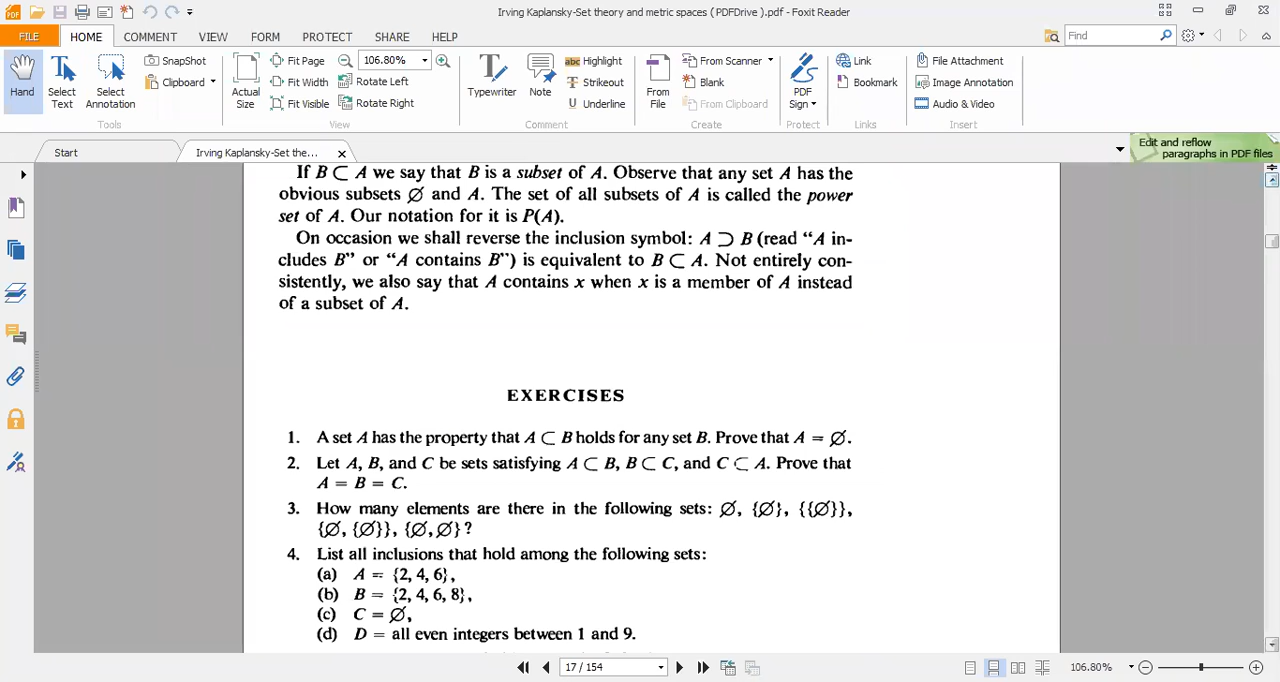 Irving Kaplansky-Set theory and metric spaces ( PDFDrive ).pdf - Foxit Reader
FILE HOME COMMENT VIEW FORM PROTECT SHARE HELP Find
Hand
Select Text
Select Annotation
SnapShot
Clipboard
Tools
Actual Size
Fit Page
Fit Width
Fit Visible
106.80%
Rotate Left
Rotate Right
View
Typewriter
Note
abc Highlight
T Strikeout
U Underline
Comment
From File
From Scanner
Blank
From Clipboard
Create
PDF Sign
Protect
Link
Bookmark
Links
File Attachment
Image Annotation
Audio & Video
Insert
Start
Irving Kaplansky-Set the...
Edit and reflow
paragraphs in PDF files
If B ⊂ A we say that B is a subset of A. Observe that any set A has the
obvious subsets ∅ and A. The set of all subsets of A is called the power
set of A. Our notation for it is P(A).
On occasion we shall reverse the inclusion symbol: A ⊃ B (read “A in-
cludes B” or “A contains B”) is equivalent to B ⊂ A. Not entirely con-
sistently, we also say that A contains x when x is a member of A instead
of a subset of A.
EXERCISES
1. A set A has the property that A ⊂ B holds for any set B. Prove that A = ∅.
2. Let A, B, and C be sets satisfying A ⊂ B, B ⊂ C, and C ⊂ A. Prove that
A = B = C.
3. How many elements are there in the following sets: ∅, {∅}, {{∅}},
{∅, {∅}}, {∅,∅}?
4. List all inclusions that hold among the following sets:
(a) A = {2, 4, 6},
(b) B = {2, 4, 6, 8},
(c) C = ∅,
(d) D = all even integers between 1 and 9.
17 / 154
106.80%